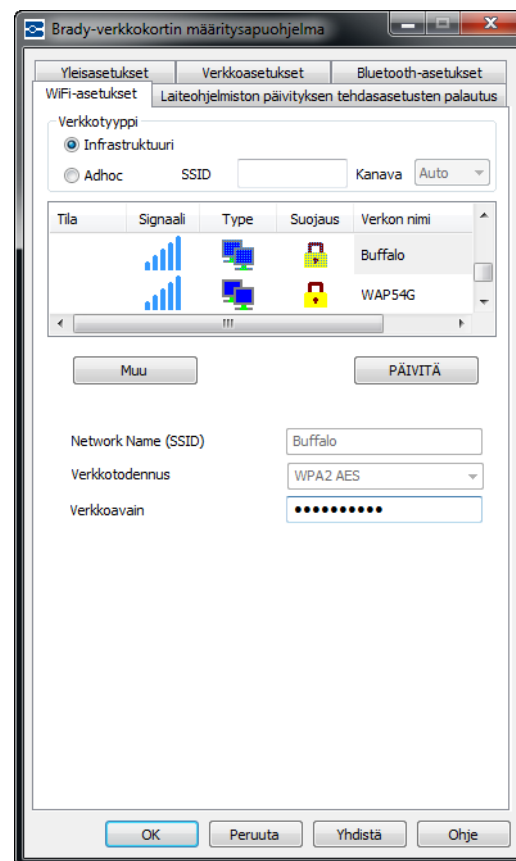 Brady-verkkokortin määritysapuohjelma
Yleisasetukset Verkkoasetukset Bluetooth-asetukset
WiFi-asetukset Laiteohjelmiston päivityksen tehdasasetusten palautus
Verkkotyyppi
Infrastruktuuri
Adhoc SSID Kanava Auto
Tila Signaali Type Suojaus Verkon nimi
Buffalo
WAP54G
Muu PÄIVITÄ
Network Name (SSID) Buffalo
Verkkotodennus WPA2 AES
Verkkoavain ••••••••••
OK Peruuta Yhdistä Ohje